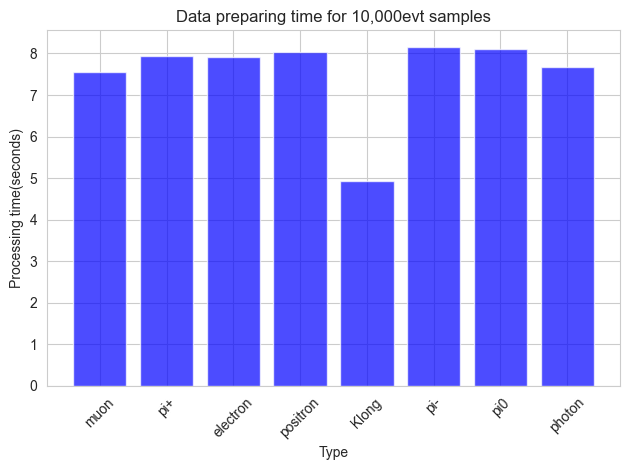 Data preparing time for 10,000evt samples
Processing time(seconds)
8
7
6
5
4
3
2
1
0
muon
pi+
electron
positron
Klong
pi-
pi0
photon
Type